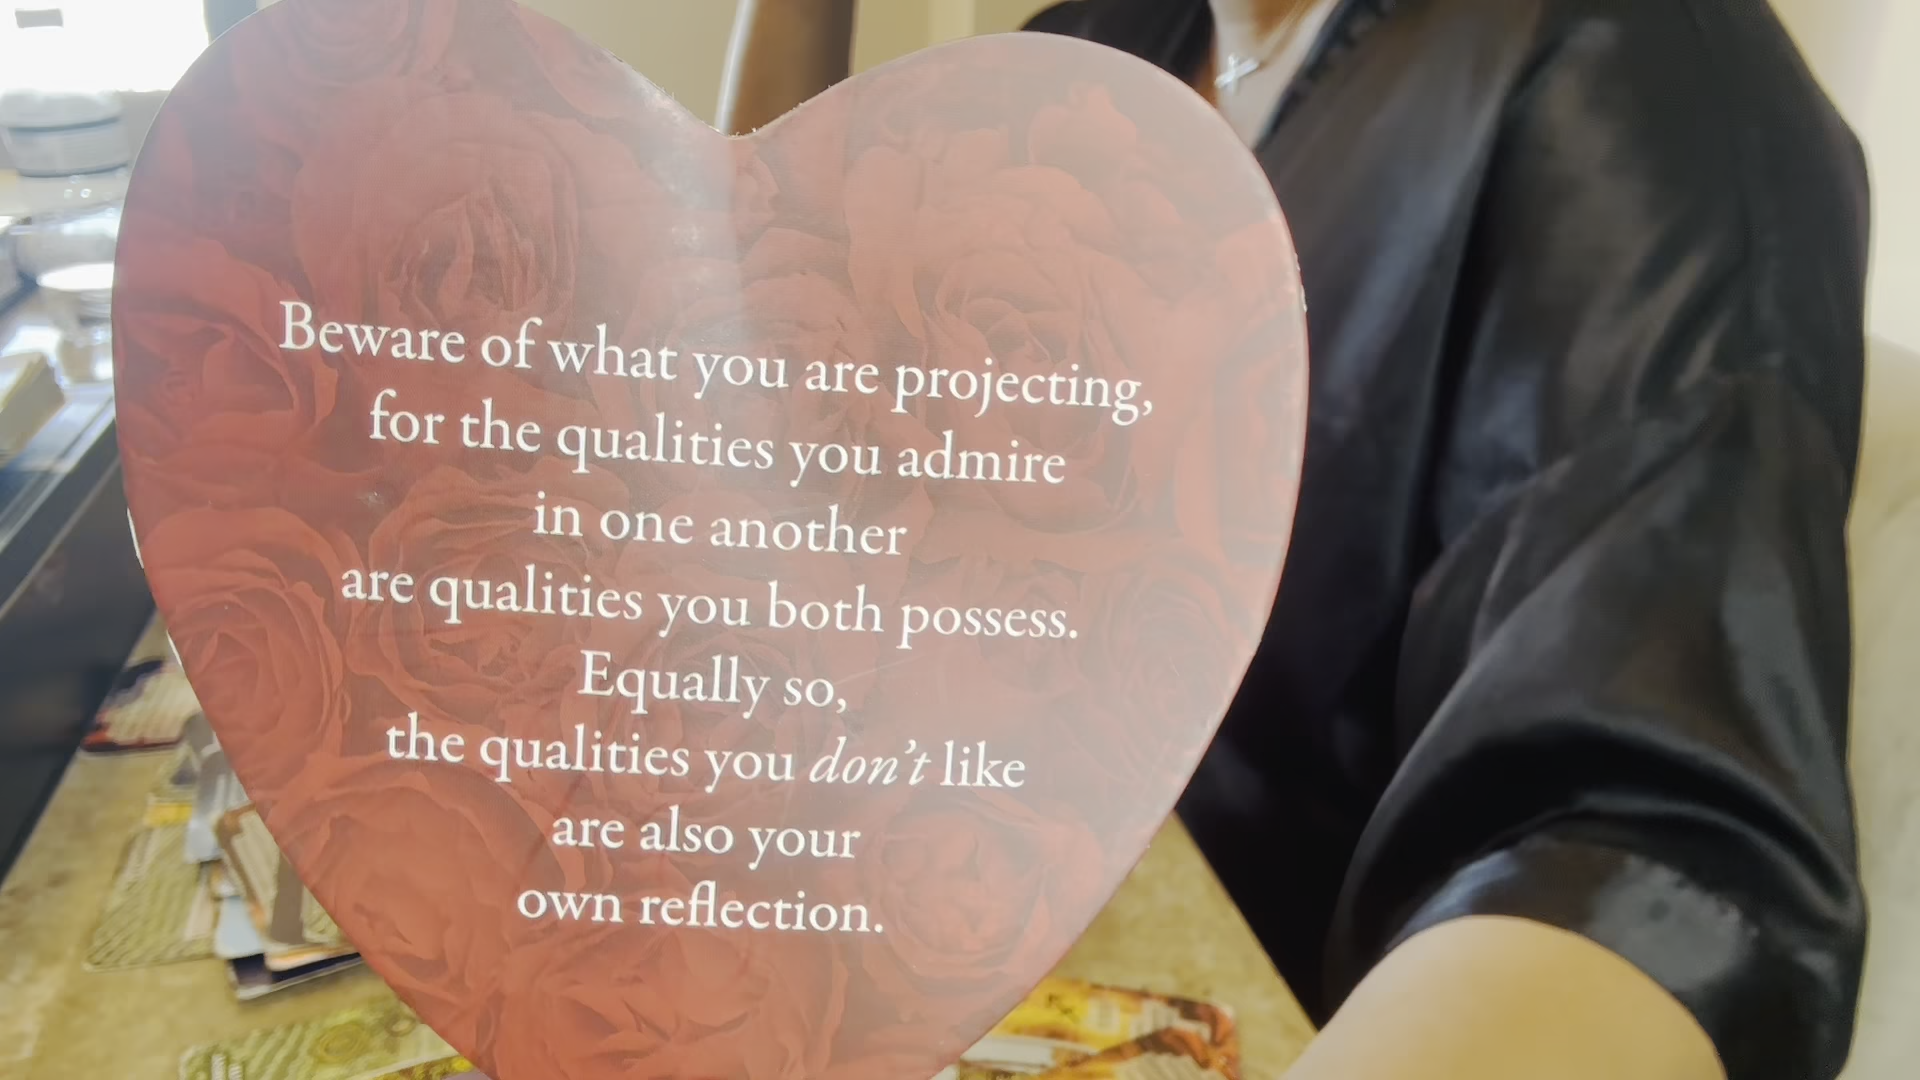 Beware of what you are projecting,
for the qualities you admire
in one another
are qualities you both possess.
Equally so,
the qualities you don't like
are also your
own reflection.